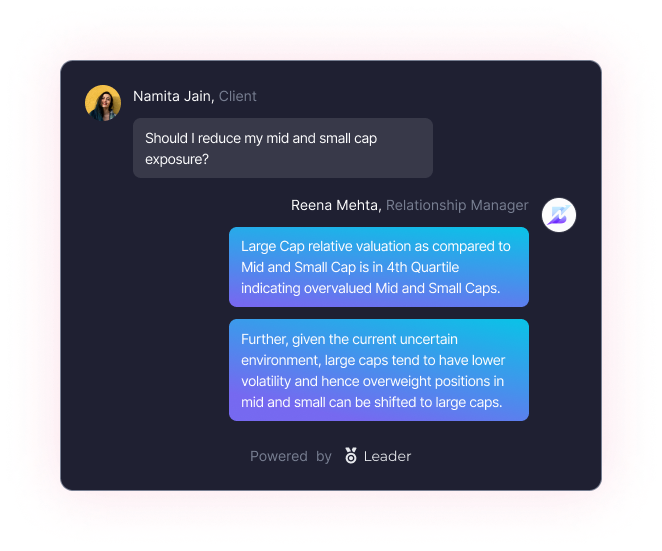 Namita Jain, Client
Should I reduce my mid and small cap
exposure?
Reena Mehta, Relationship Manager
Large Cap relative valuation as compared to
Mid and Small Cap is in 4th Quartile
indicating overvalued Mid and Small Caps.
Further, given the current uncertain
environment, large caps tend to have lower
volatility and hence overweight positions in
mid and small can be shifted to large caps.
Powered by Leader